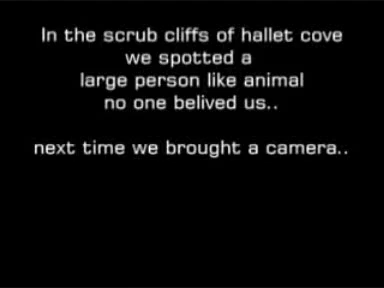 In the scrub cliffs of hallet cove
we spotted a
large person like animal
no one belived us..
next time we brought a camera..